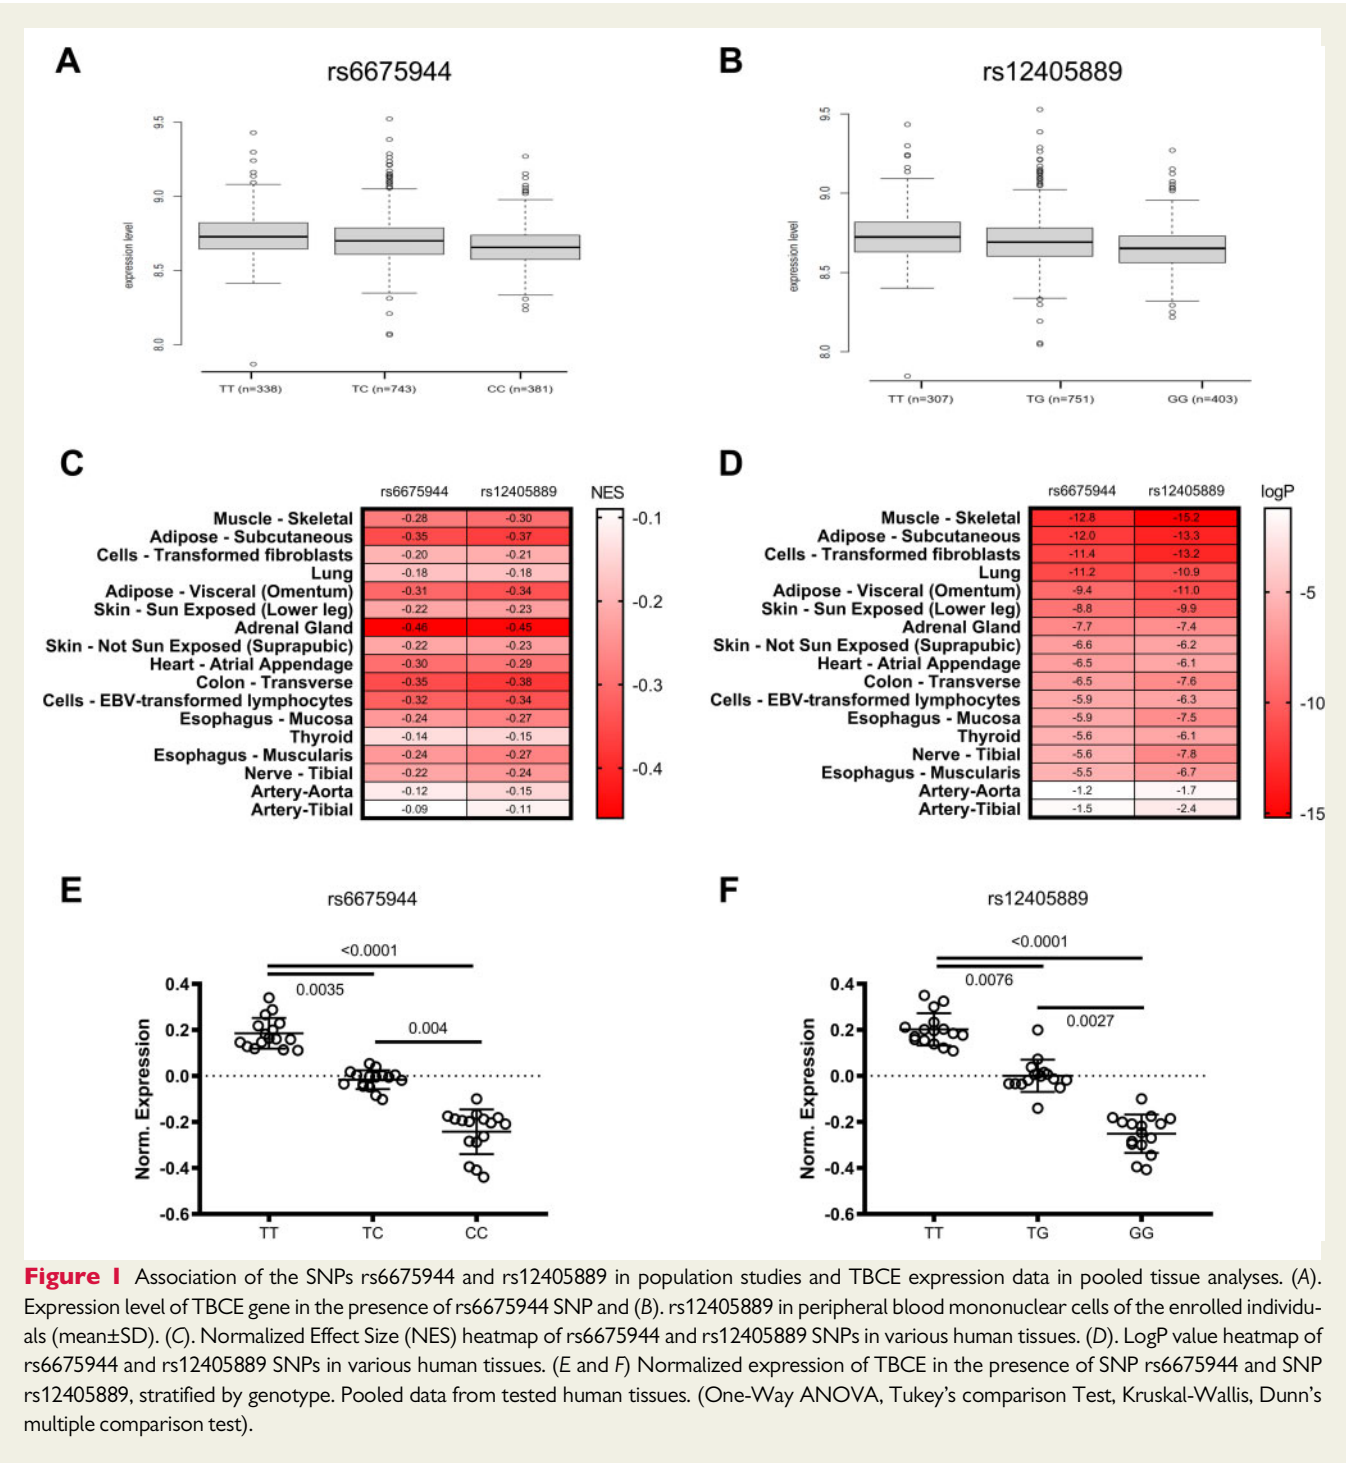 A
rs6675944
9.5
9.0
8.5
8.0
expression level
TT (n=338)
TC (n=743)
CC (n=381)
B
rs12405889
9.5
9.0
8.5
8.0
expression level
TT (n=307)
TG (n=751)
GG (n=403)
C
rs6675944 rs12405889 NES
Muscle - Skeletal -0.28 -0.30
Adipose - Subcutaneous -0.35 -0.37
Cells - Transformed fibroblasts -0.20 -0.21
Lung -0.18 -0.18
Adipose - Visceral (Omentum) -0.31 -0.34
Skin - Sun Exposed (Lower leg) -0.22 -0.23
Adrenal Gland -0.46 -0.45
Skin - Not Sun Exposed (Suprapubic) -0.22 -0.23
Heart - Atrial Appendage -0.30 -0.29
Colon - Transverse -0.35 -0.38
Cells - EBV-transformed lymphocytes -0.32 -0.34
Esophagus - Mucosa -0.24 -0.27
Thyroid -0.14 -0.15
Esophagus - Muscularis -0.24 -0.27
Nerve - Tibial -0.22 -0.24
Artery-Aorta -0.12 -0.15
Artery-Tibial -0.09 -0.11
-0.1
-0.2
-0.3
-0.4
D
rs6675944 rs12405889 logP
Muscle - Skeletal -12.8 -15.2
Adipose - Subcutaneous -12.0 -13.3
Cells - Transformed fibroblasts -11.4 -13.2
Lung -11.2 -10.9
Adipose - Visceral (Omentum) -9.4 -11.0
Skin - Sun Exposed (Lower leg) -8.8 -9.9
Adrenal Gland -7.7 -7.4
Skin - Not Sun Exposed (Suprapubic) -6.6 -6.2
Heart - Atrial Appendage -6.5 -6.1
Colon - Transverse -6.5 -7.6
Cells - EBV-transformed lymphocytes -5.9 -6.3
Esophagus - Mucosa -5.9 -7.5
Thyroid -5.6 -6.1
Nerve - Tibial -5.6 -7.8
Esophagus - Muscularis -5.5 -6.7
Artery-Aorta -1.2 -1.7
Artery-Tibial -1.5 -2.4
-5
-10
-15
E
rs6675944
<0.0001
0.0035
0.004
0.4
0.2
0.0
-0.2
-0.4
-0.6
Norm. Expression
TT TC CC
F
rs12405889
<0.0001
0.0076
0.0027
0.4
0.2
0.0
-0.2
-0.4
-0.6
Norm. Expression
TT TG GG
Figure 1 Association of the SNPs rs6675944 and rs12405889 in population studies and TBCE expression data in pooled tissue analyses. (A).
Expression level of TBCE gene in the presence of rs6675944 SNP and (B). rs12405889 in peripheral blood mononuclear cells of the enrolled individu-
als (mean±SD). (C). Normalized Effect Size (NES) heatmap of rs6675944 and rs12405889 SNPs in various human tissues. (D). LogP value heatmap of
rs6675944 and rs12405889 SNPs in various human tissues. (E and F) Normalized expression of TBCE in the presence of SNP rs6675944 and SNP
rs12405889, stratified by genotype. Pooled data from tested human tissues. (One-Way ANOVA, Tukey's comparison Test, Kruskal-Wallis, Dunn's
multiple comparison test).